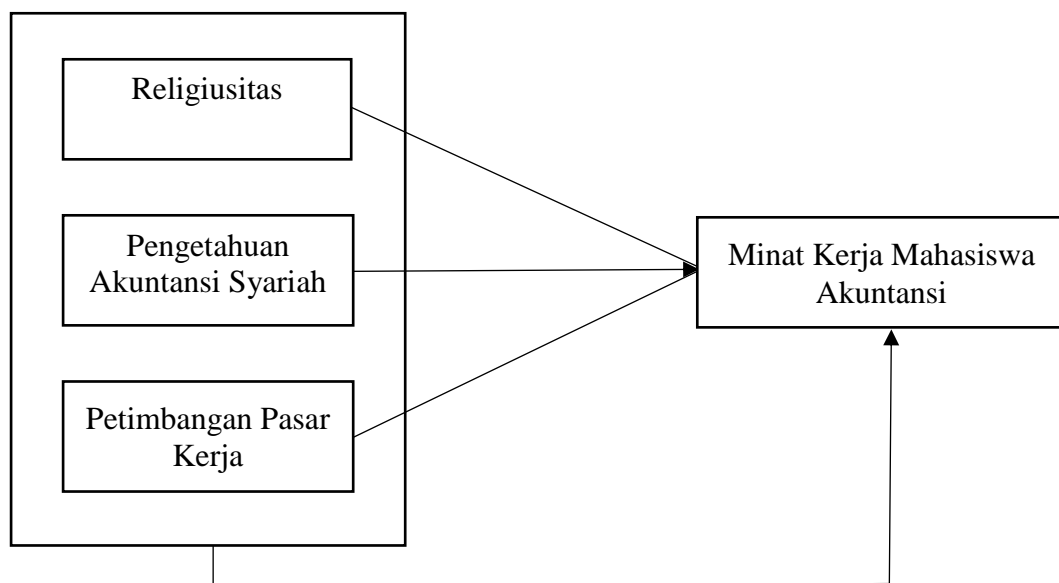 Religiusitas
Pengetahuan
Akuntansi Syariah
Petimbangan Pasar
Kerja
Minat Kerja Mahasiswa
Akuntansi